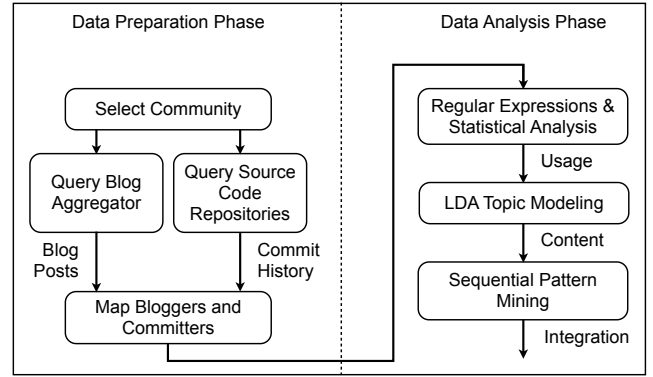 Data Preparation Phase
Select Community
Query Blog
Aggregator
Query Source
Code
Repositories
Blog
Posts
Commit
History
Map Bloggers and
Committers
Data Analysis Phase
Regular Expressions &
Statistical Analysis
Usage
LDA Topic Modeling
Content
Sequential Pattern
Mining
Integration